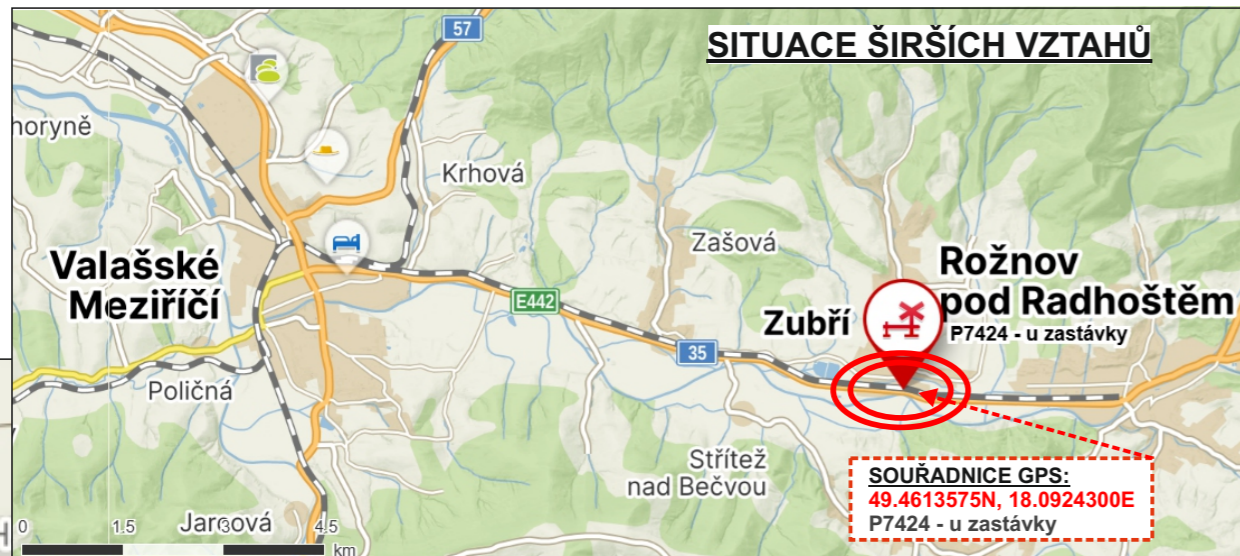 SITUACE ŠIRŠÍCH VZTAHŮ
57
noryně
Krhová
Zašová
Valašské
Meziříčí
Rožnov
pod Radhoštěm
E442
Zubří
P7424 - u zastávky
35
Poličná
Střítež
nad Bečvou
SOUŘADNICE GPS:
49.4613575N, 18.0924300E
P7424 - u zastávky
0 1.5 3 4.5
km